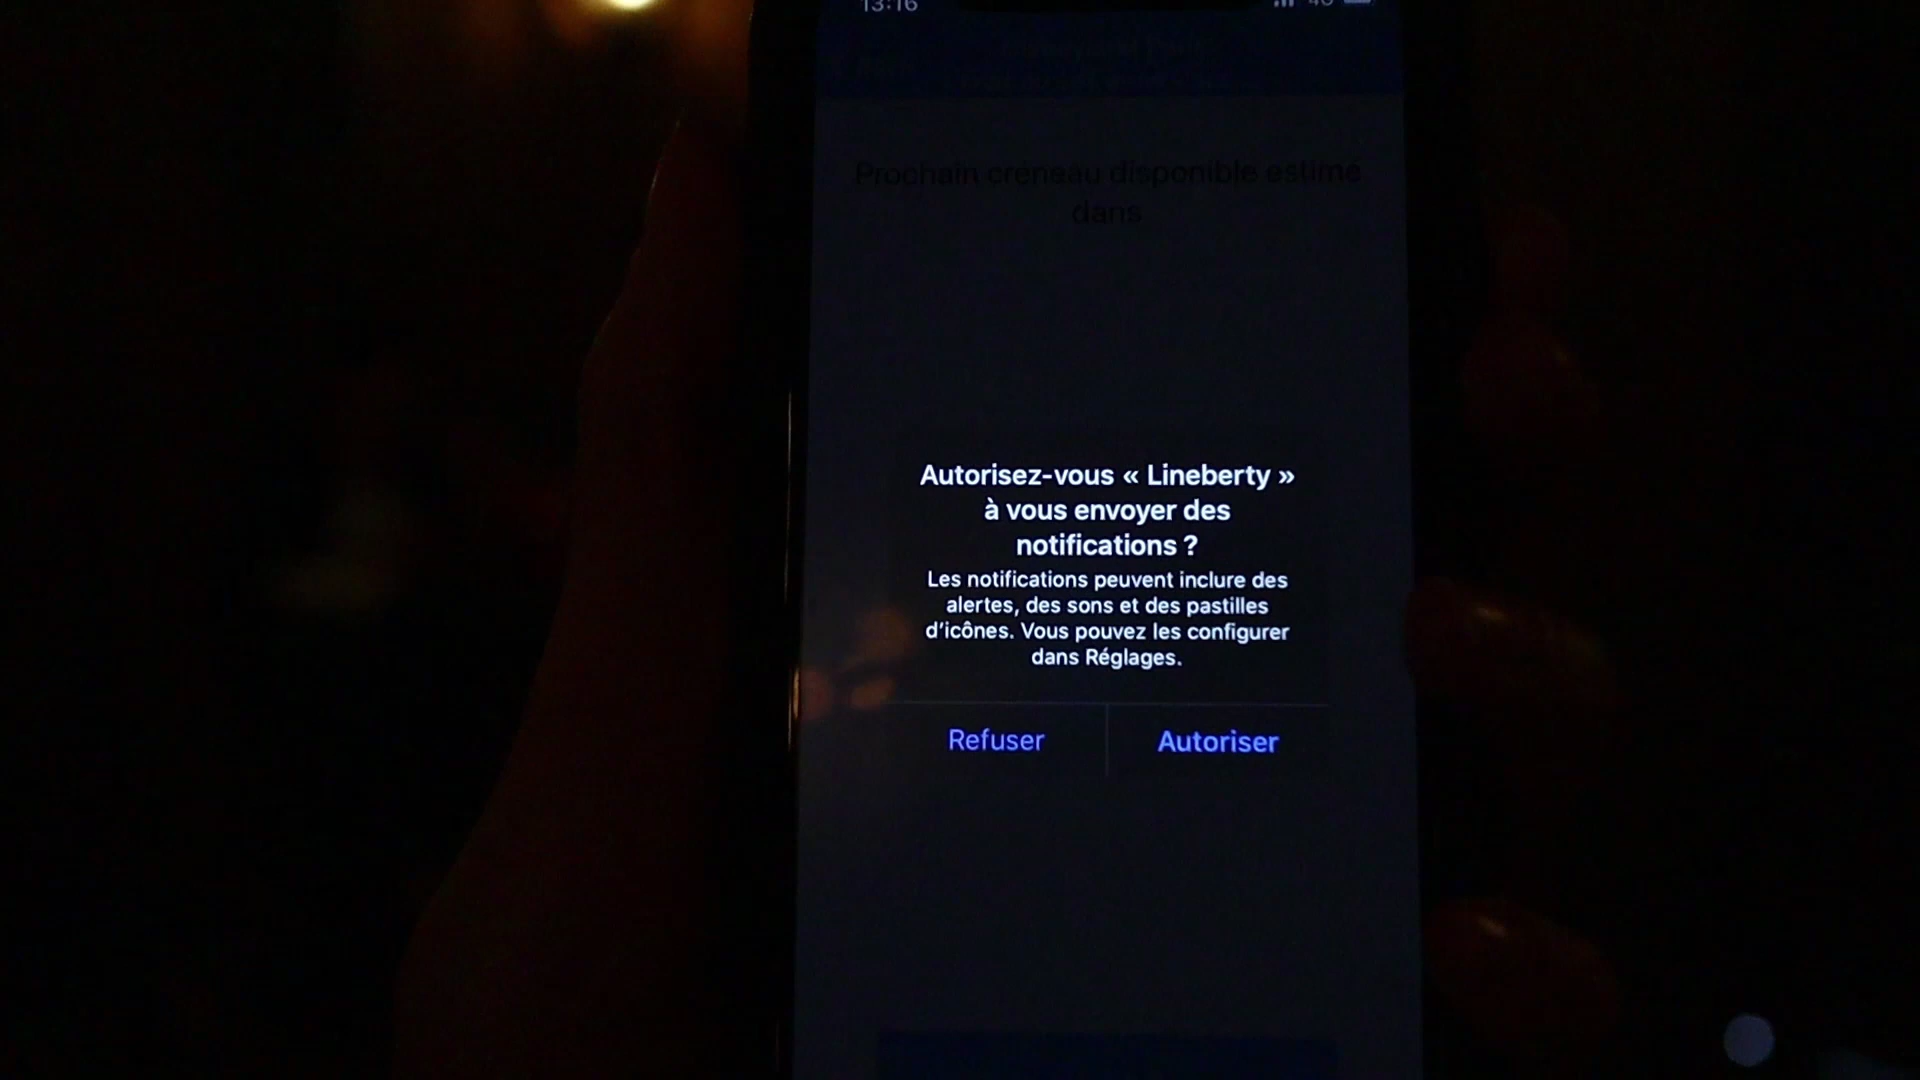 13:16
Prochain créneau disponible estimé
dans
Autorisez-vous « Lineberty »
à vous envoyer des
notifications ?
Les notifications peuvent inclure des
alertes, des sons et des pastilles
d'icônes. Vous pouvez les configurer
dans Réglages.
Refuser
Autoriser